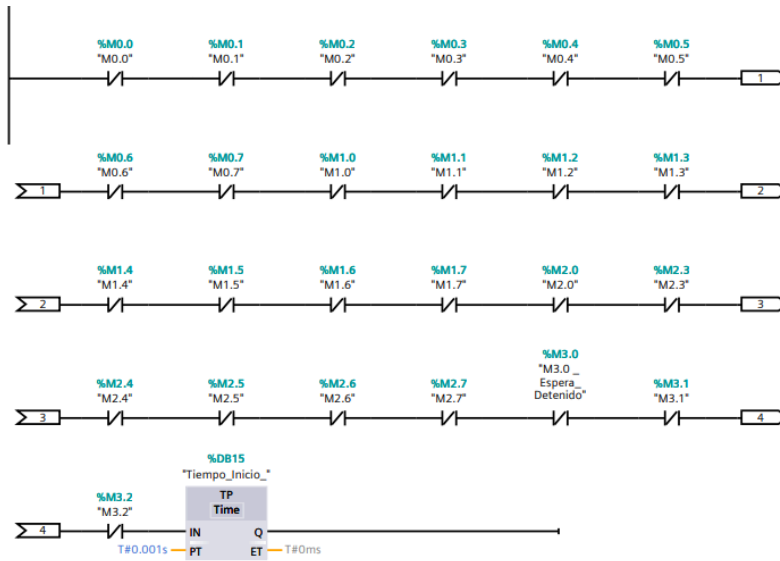 %M0.0 %M0.1 %M0.2 %M0.3 %M0.4 %M0.5
"M0.0" "M0.1" "M0.2" "M0.3" "M0.4" "M0.5"
1
%M0.6 %M0.7 %M1.0 %M1.1 %M1.2 %M1.3
"M0.6" "M0.7" "M1.0" "M1.1" "M1.2" "M1.3"
1 2
%M1.4 %M1.5 %M1.6 %M1.7 %M2.0 %M2.3
"M1.4" "M1.5" "M1.6" "M1.7" "M2.0" "M2.3"
2 3
%M3.0
"M3.0 _
%M2.4 %M2.5 %M2.6 %M2.7 Espera_ %M3.1
"M2.4" "M2.5" "M2.6" "M2.7" Detenido" "M3.1"
3 4
%DB15
"Tiempo_Inicio_"
%M3.2 TP
"M3.2" Time
4 IN Q
T#0.001s PT ET T#0ms